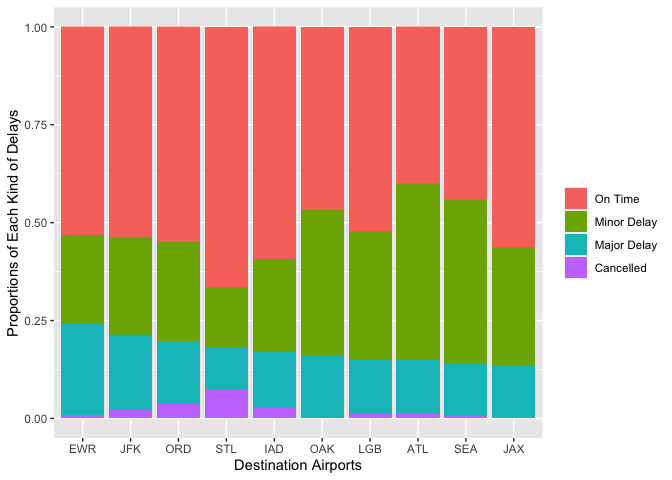 1.00
0.75
0.50
0.25
0.00
Proportions of Each Kind of Delays
EWR JFK ORD STL IAD OAK LGB ATL SEA JAX
Destination Airports
On Time
Minor Delay
Major Delay
Cancelled